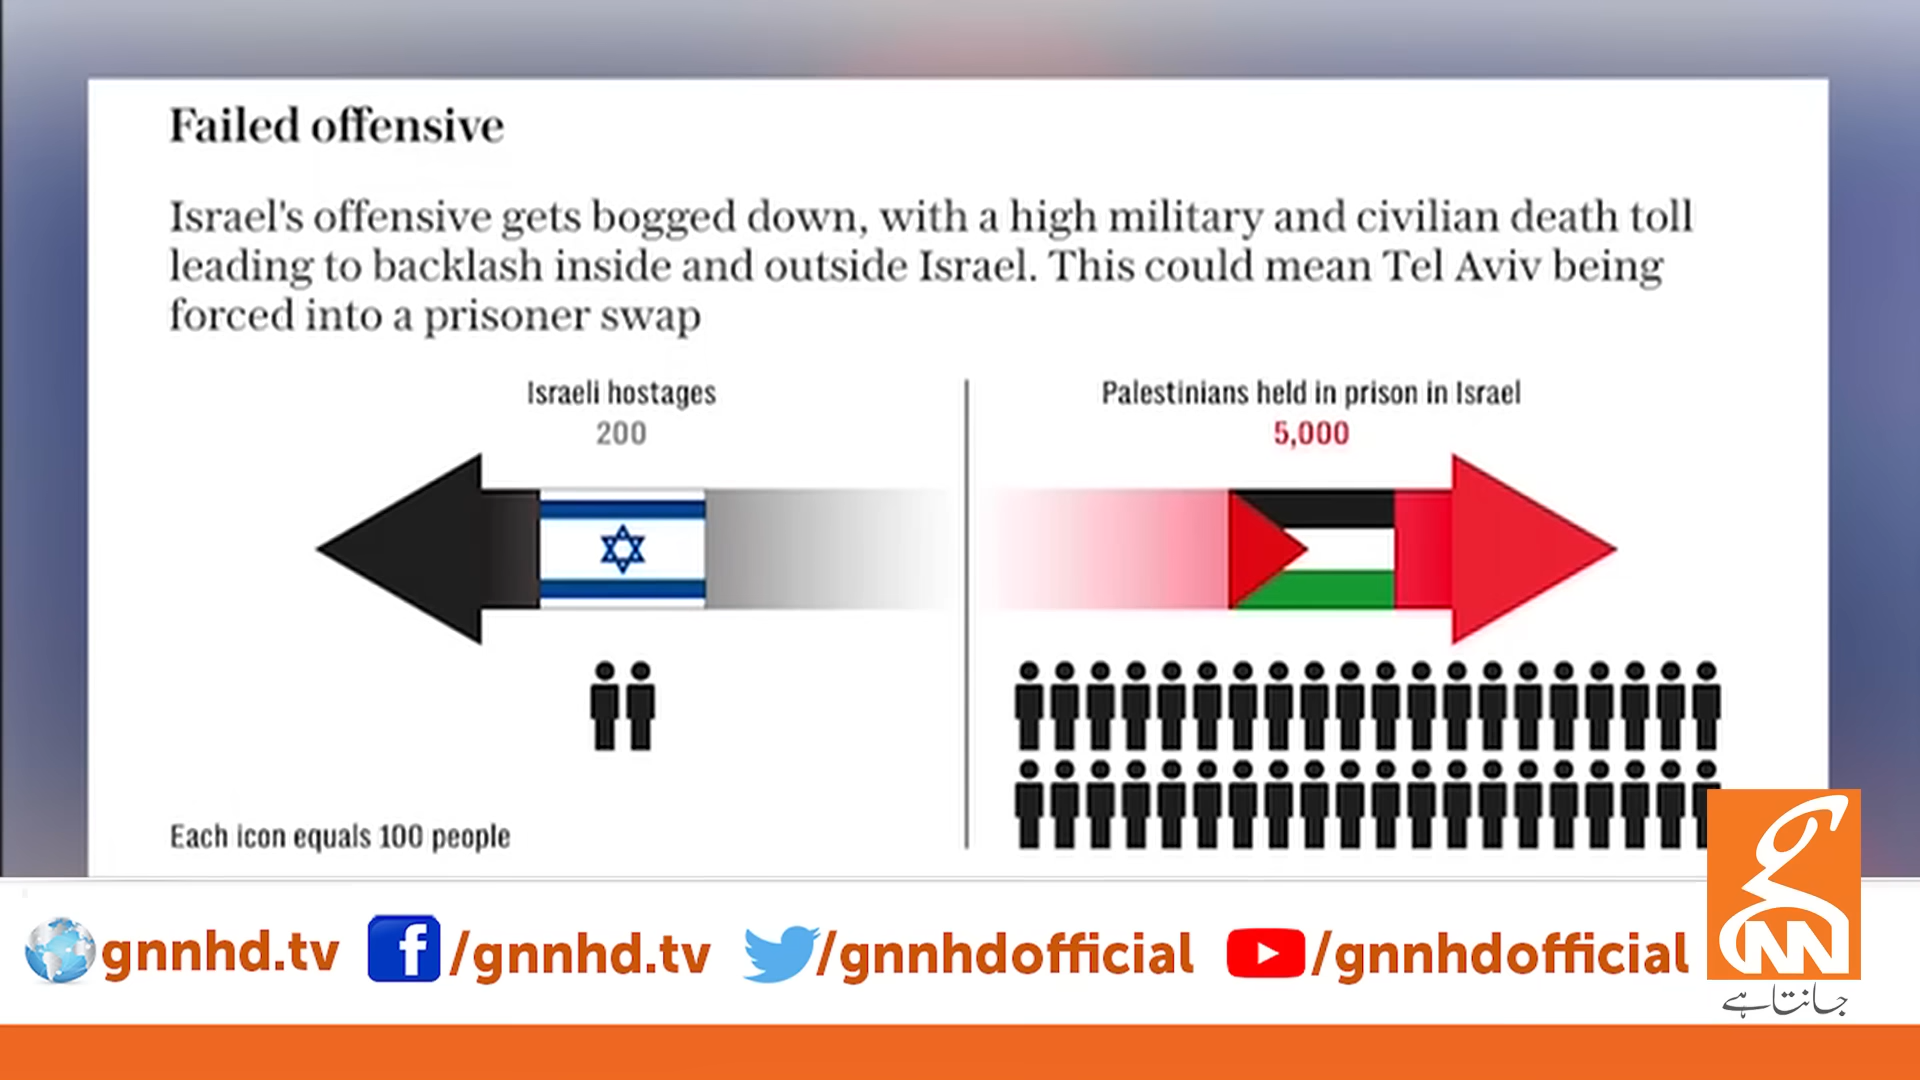 Failed offensive
Israel's offensive gets bogged down, with a high military and civilian death toll
leading to backlash inside and outside Israel. This could mean Tel Aviv being
forced into a prisoner swap
Israeli hostages
200
Palestinians held in prison in Israel
5,000
Each icon equals 100 people
gnnhd.tv
/gnnhd.tv
/gnnhdofficial
/gnnhdofficial
GNN
جانتا ہے